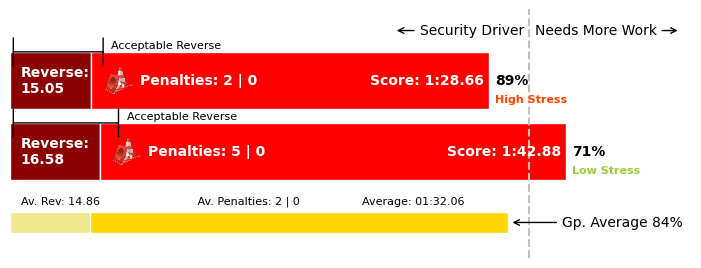 Security Driver Needs More Work
Acceptable Reverse
Reverse:
15.05
Penalties: 2 | 0 Score: 1:28.66 89%
High Stress
Acceptable Reverse
Reverse:
16.58
Penalties: 5 | 0 Score: 1:42.88 71%
Low Stress
Av. Rev: 14.86 Av. Penalties: 2 | 0 Average: 01:32.06
Gp. Average 84%